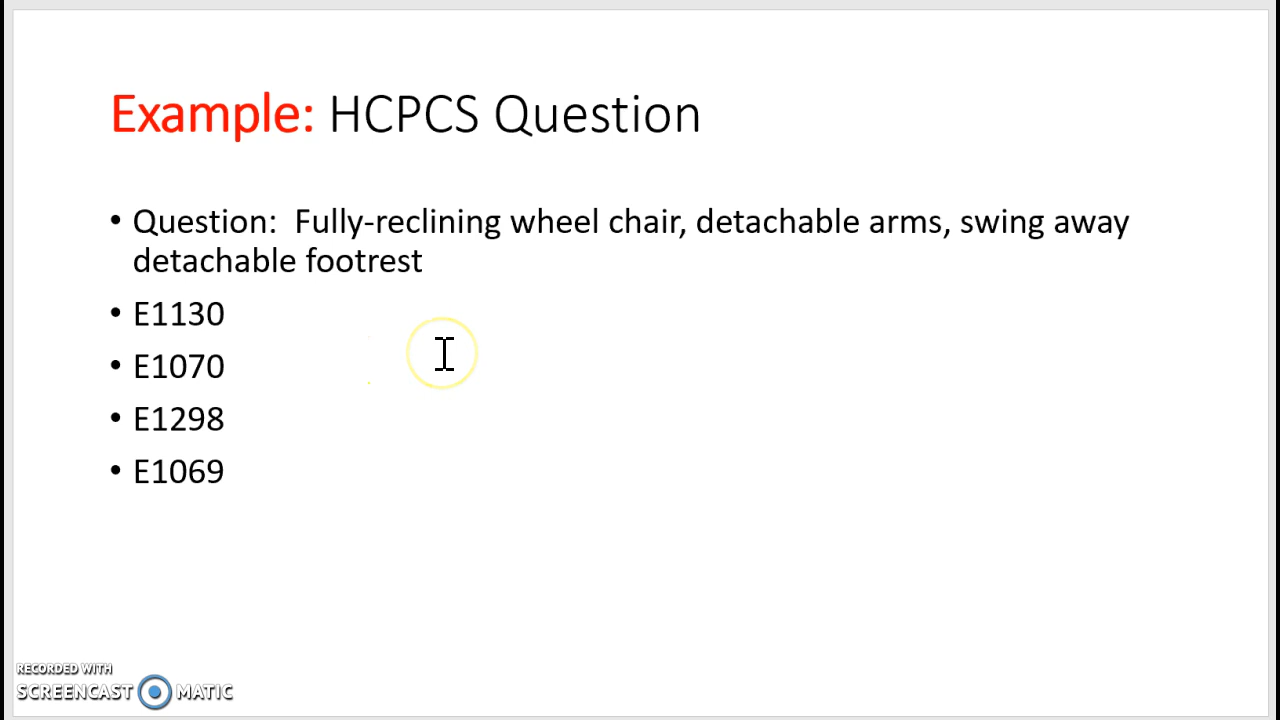 Example: HCPCS Question
• Question:  Fully-reclining wheel chair, detachable arms, swing away
detachable footrest
• E1130
• E1070
• E1298
• E1069
RECORDED WITH
SCREENCAST MATIC